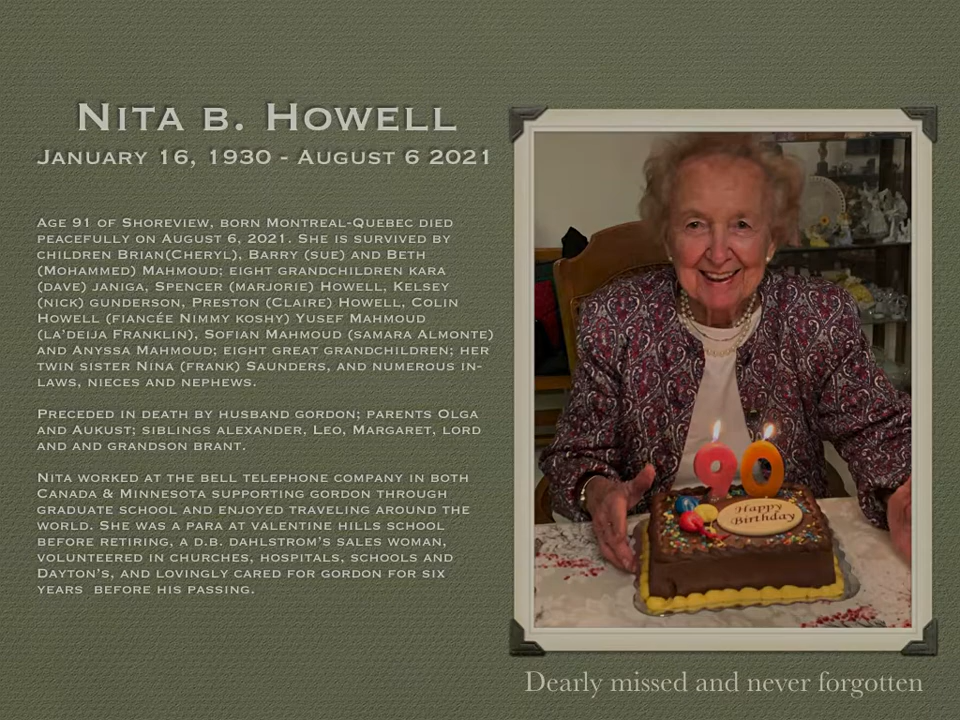 Nita B. Howell
January 16, 1930 - August 6 2021
Age 91 of Shoreview, born Montreal-Quebec died
peacefully on August 6, 2021. She is survived by
children Brian(Cheryl), Barry (sue) and Beth
(Mohammed) Mahmoud; eight grandchildren kara
(dave) janiga, Spencer (marjorie) Howell, Kelsey
(nick) gunderson, Preston (Claire) Howell, Colin
Howell (fiancée Nimmy koshy) Yusef Mahmoud
(la'deija Franklin), Sofian Mahmoud (samara Almonte)
and Anyssa Mahmoud; eight great grandchildren; her
twin sister Nina (frank) Saunders, and numerous in-
laws, nieces and nephews.
Preceded in death by husband gordon; parents Olga
and Aukust; siblings alexander, Leo, Margaret, lord
and and grandson brant.
Nita worked at the bell telephone company in both
Canada & Minnesota supporting gordon through
graduate school and enjoyed traveling around the
world. She was a para at valentine hills school
before retiring, a d.b. dahlstrom's sales woman,
volunteered in churches, hospitals, schools and
Dayton's, and lovingly cared for gordon for six
years before his passing.
90
Happy
Birthday
Dearly missed and never forgotten